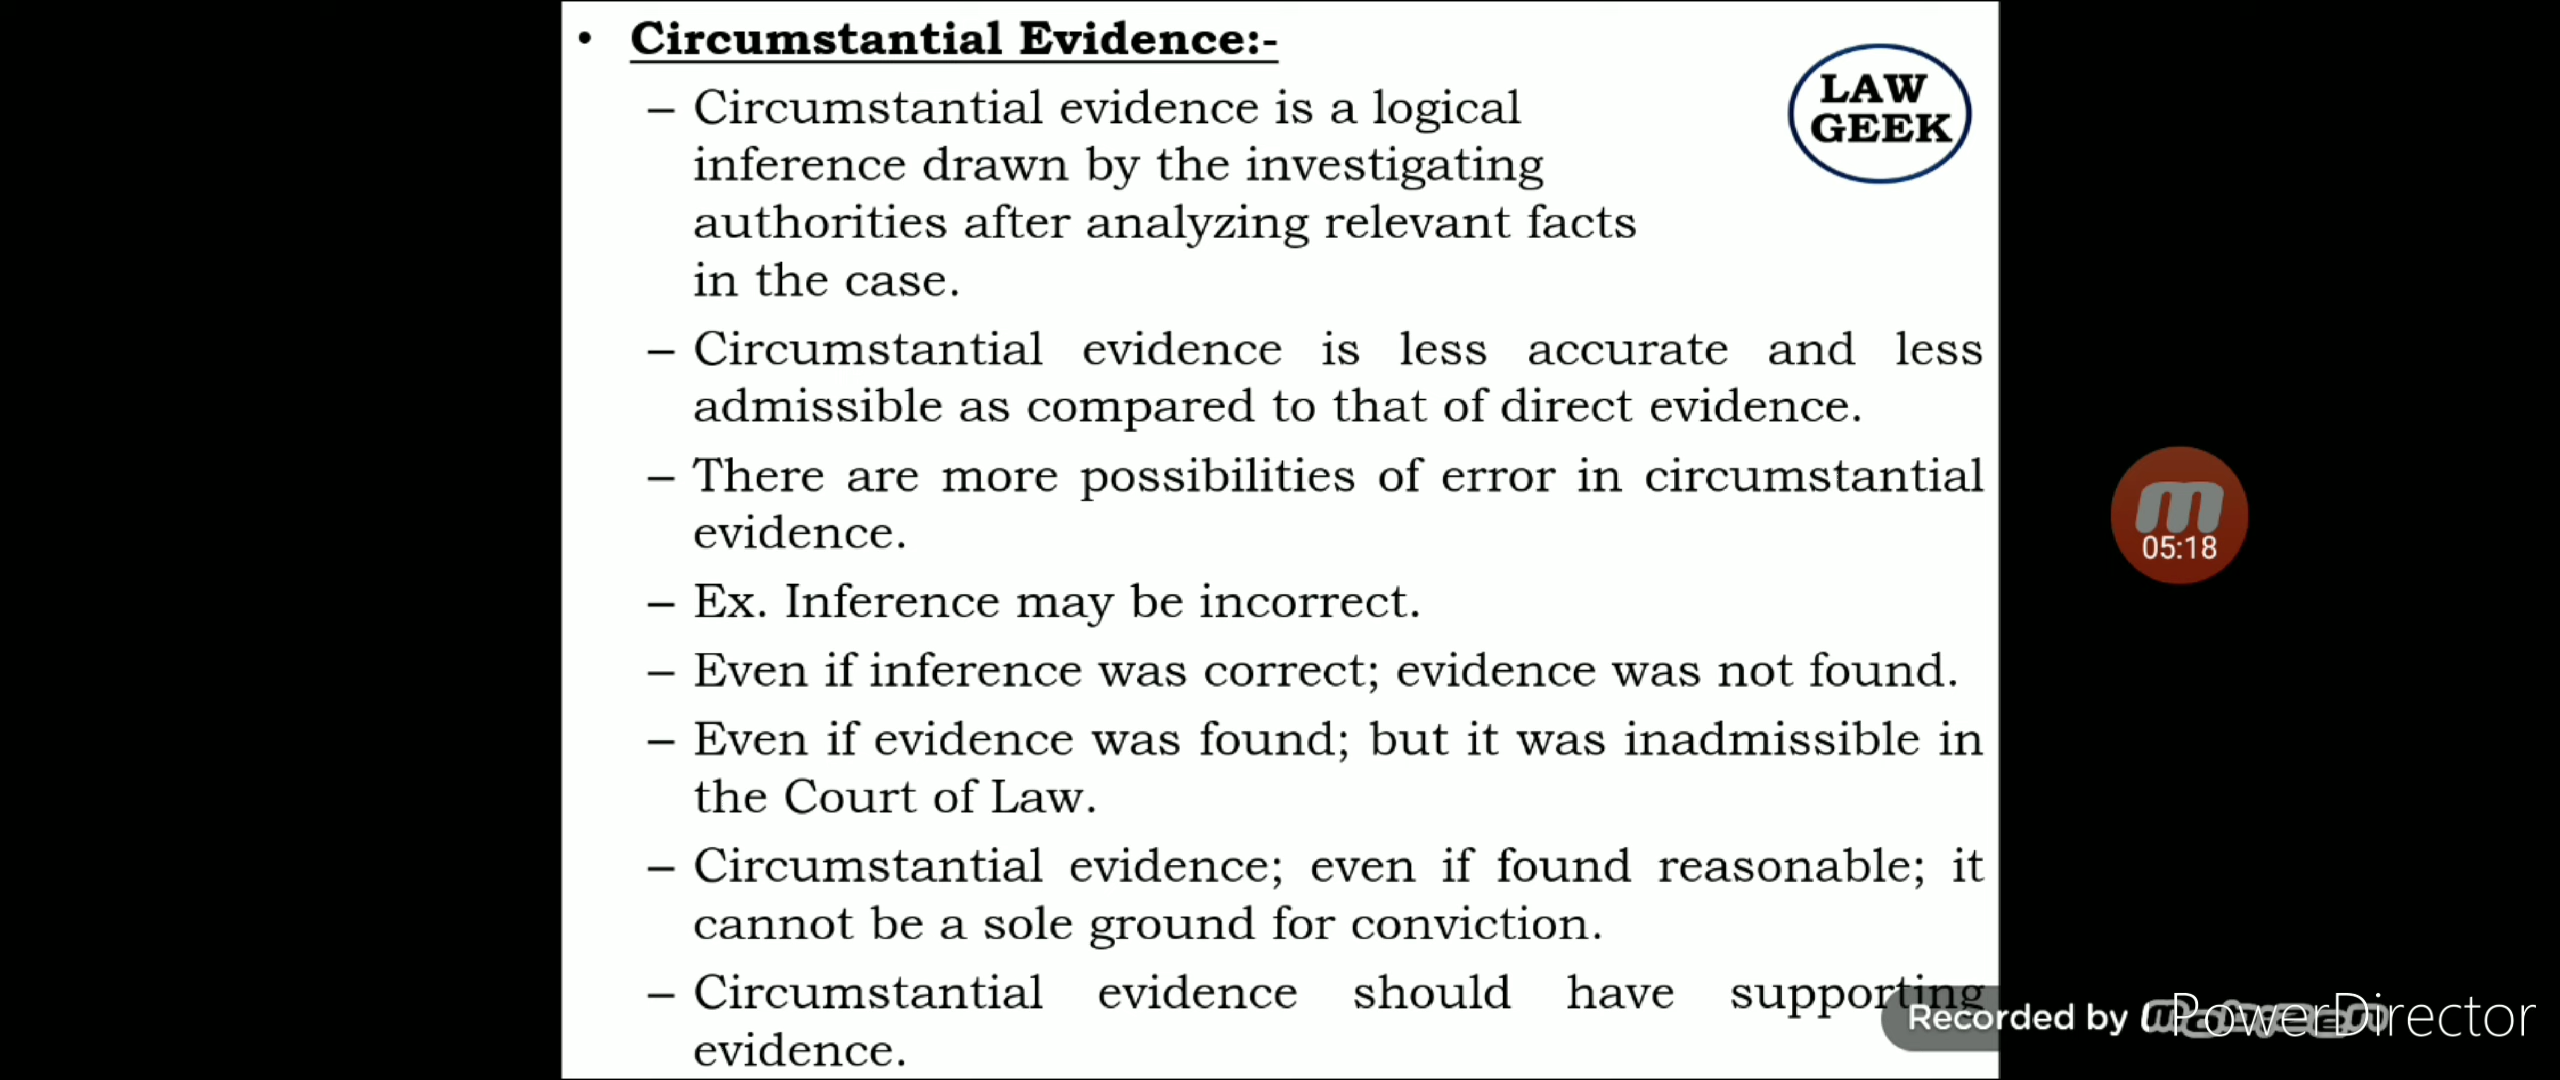 • Circumstantial Evidence:-
– Circumstantial evidence is a logical
inference drawn by the investigating
authorities after analyzing relevant facts
in the case.
– Circumstantial evidence is less accurate and less
admissible as compared to that of direct evidence.
– There are more possibilities of error in circumstantial
evidence.
– Ex. Inference may be incorrect.
– Even if inference was correct; evidence was not found.
– Even if evidence was found; but it was inadmissible in
the Court of Law.
– Circumstantial evidence; even if found reasonable; it
cannot be a sole ground for conviction.
– Circumstantial evidence should have supporting
evidence.
LAW
GEEK
05:18
Recorded by
PowerDirector